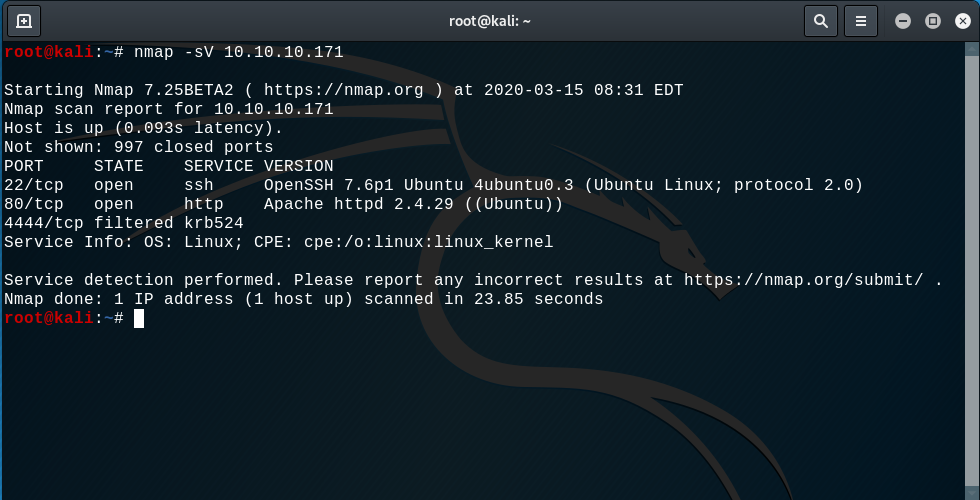 root@kali: ~
root@kali:~# nmap -sV 10.10.10.171
Starting Nmap 7.25BETA2 ( https://nmap.org ) at 2020-03-15 08:31 EDT
Nmap scan report for 10.10.10.171
Host is up (0.093s latency).
Not shown: 997 closed ports
PORT     STATE    SERVICE VERSION
22/tcp   open     ssh     OpenSSH 7.6p1 Ubuntu 4ubuntu0.3 (Ubuntu Linux; protocol 2.0)
80/tcp   open     http    Apache httpd 2.4.29 ((Ubuntu))
4444/tcp filtered krb524
Service Info: OS: Linux; CPE: cpe:/o:linux:linux_kernel
Service detection performed. Please report any incorrect results at https://nmap.org/submit/ .
Nmap done: 1 IP address (1 host up) scanned in 23.85 seconds
root@kali:~#